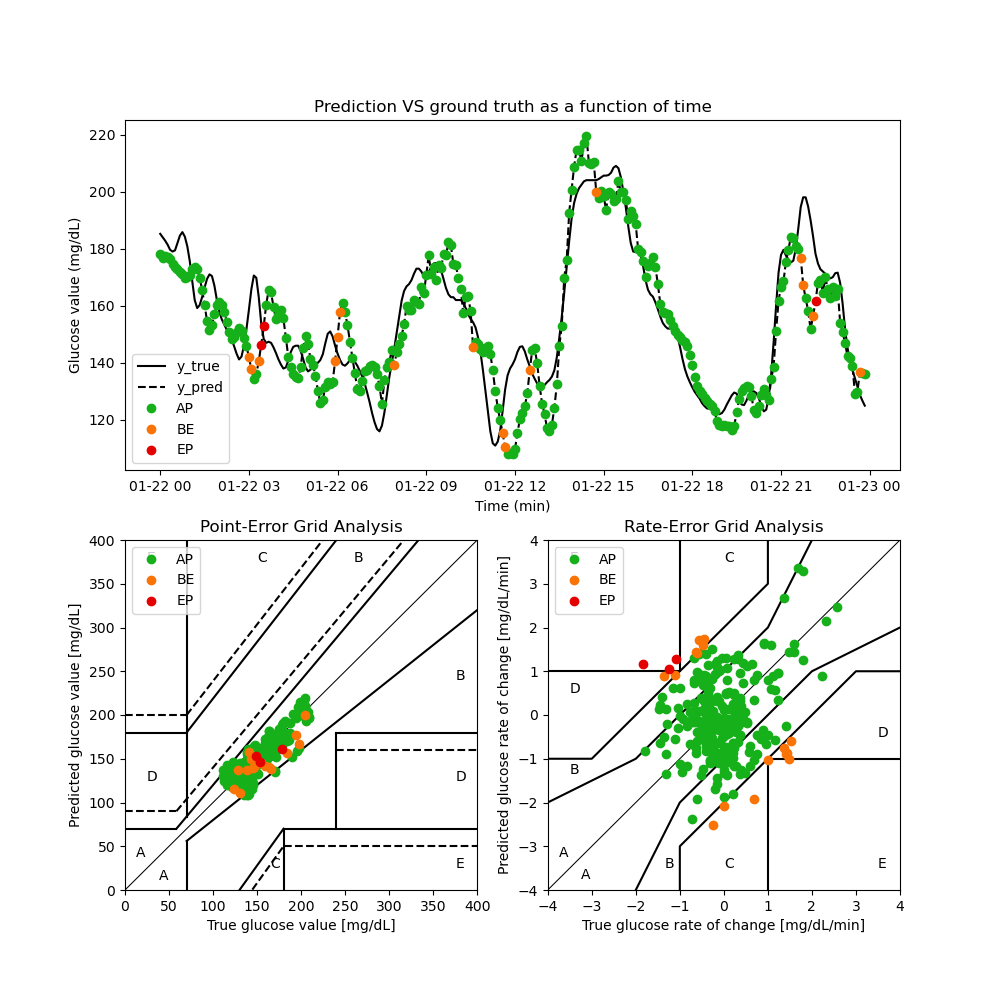 Prediction VS ground truth as a function of time
Glucose value (mg/dL)
220
200
180
160
140
120
y_true
y_pred
AP
BE
EP
01-22 00 01-22 03 01-22 06 01-22 09 01-22 12 01-22 15 01-22 18 01-22 21 01-23 00
Time (min)
Point-Error Grid Analysis
Predicted glucose value [mg/dL]
400
350
300
250
200
150
100
50
0
AP
BE
EP
C
B
B
D
D
A
A
C
E
0 50 100 150 200 250 300 350 400
True glucose value [mg/dL]
Rate-Error Grid Analysis
Predicted glucose rate of change [mg/dL/min]
4
3
2
1
0
−1
−2
−3
−4
AP
BE
EP
C
D
D
B
A
A
B
C
E
−4 −3 −2 −1 0 1 2 3 4
True glucose rate of change [mg/dL/min]